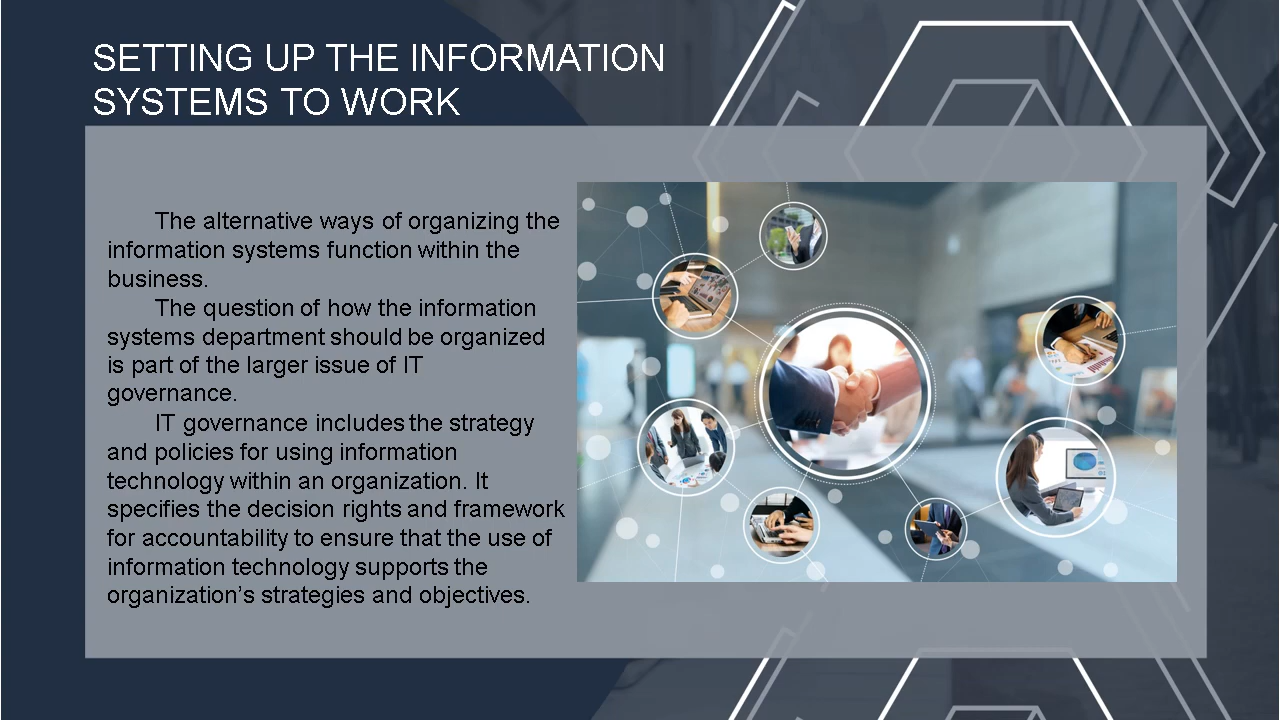 SETTING UP THE INFORMATION
SYSTEMS TO WORK
The alternative ways of organizing the
information systems function within the
business.
The question of how the information
systems department should be organized
is part of the larger issue of IT
governance.
IT governance includes the strategy
and policies for using information
technology within an organization. It
specifies the decision rights and framework
for accountability to ensure that the use of
information technology supports the
organization’s strategies and objectives.